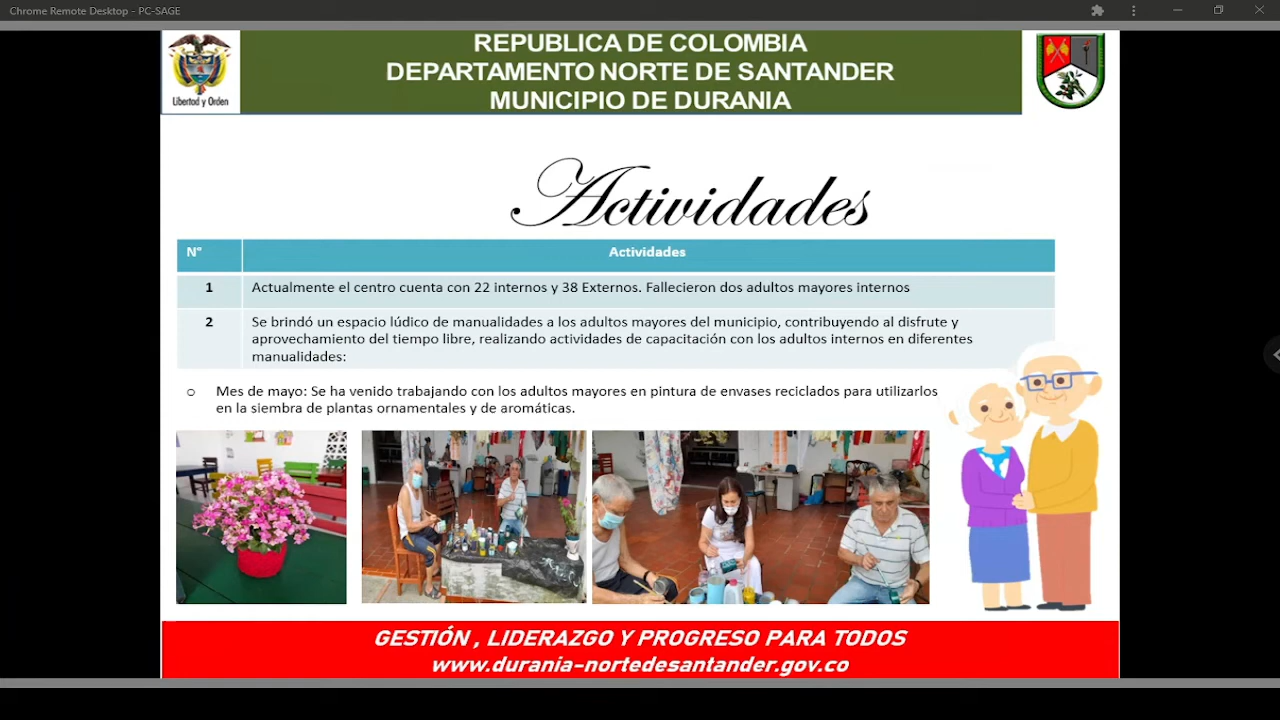 Chrome Remote Desktop - PC-SAGE
REPUBLICA DE COLOMBIA
DEPARTAMENTO NORTE DE SANTANDER
MUNICIPIO DE DURANIA
Libertad y Orden
Actividades
N° Actividades
1 Actualmente el centro cuenta con 22 internos y 38 Externos. Fallecieron dos adultos mayores internos
2 Se brindó un espacio lúdico de manualidades a los adultos mayores del municipio, contribuyendo al disfrute y
aprovechamiento del tiempo libre, realizando actividades de capacitación con los adultos internos en diferentes
manualidades:
o Mes de mayo: Se ha venido trabajando con los adultos mayores en pintura de envases reciclados para utilizarlos
en la siembra de plantas ornamentales y de aromáticas.
GESTIÓN , LIDERAZGO Y PROGRESO PARA TODOS
www.durania-nortedesantander.gov.co